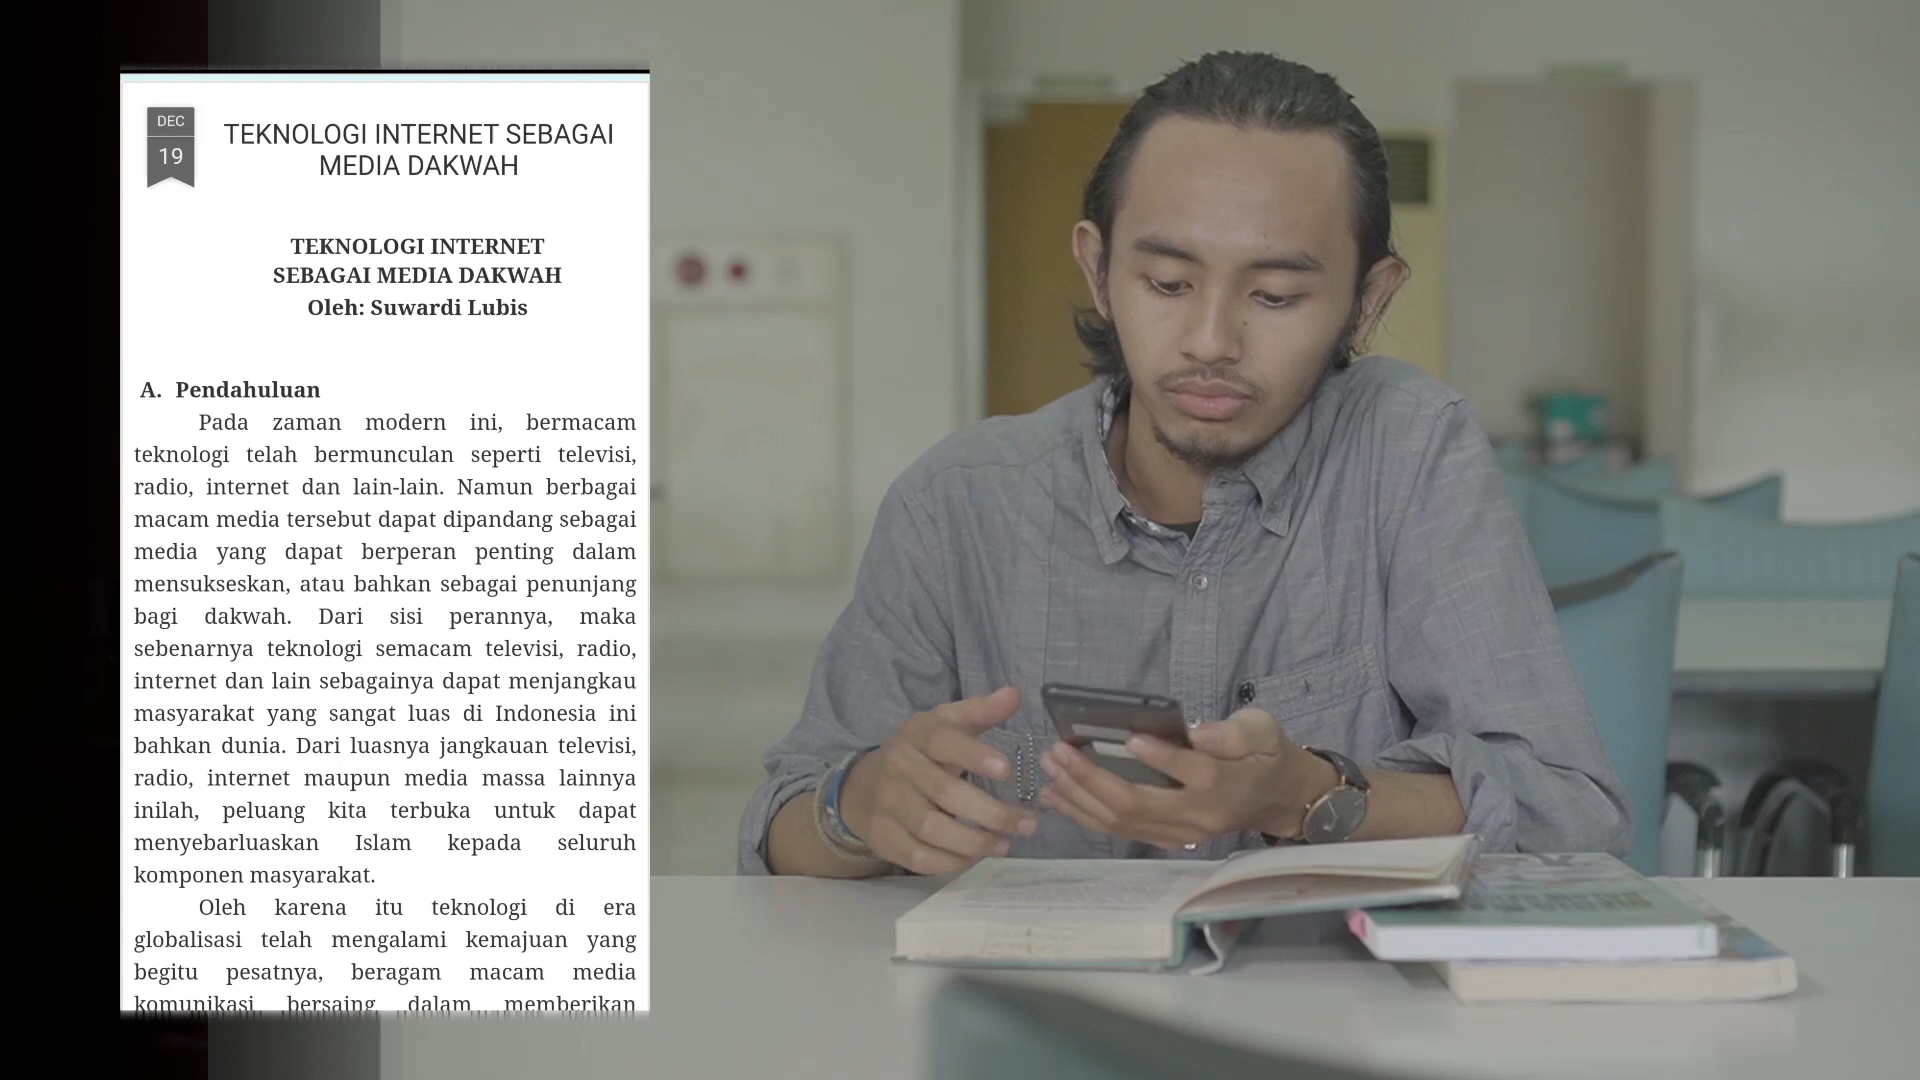 DEC
19
TEKNOLOGI INTERNET SEBAGAI
MEDIA DAKWAH
TEKNOLOGI INTERNET
SEBAGAI MEDIA DAKWAH
Oleh: Suwardi Lubis
A. Pendahuluan
Pada zaman modern ini, bermacam
teknologi telah bermunculan seperti televisi,
radio, internet dan lain-lain. Namun berbagai
macam media tersebut dapat dipandang sebagai
media yang dapat berperan penting dalam
mensukseskan, atau bahkan sebagai penunjang
bagi dakwah. Dari sisi perannya, maka
sebenarnya teknologi semacam televisi, radio,
internet dan lain sebagainya dapat menjangkau
masyarakat yang sangat luas di Indonesia ini
bahkan dunia. Dari luasnya jangkauan televisi,
radio, internet maupun media massa lainnya
inilah, peluang kita terbuka untuk dapat
menyebarluaskan Islam kepada seluruh
komponen masyarakat.
Oleh karena itu teknologi di era
globalisasi telah mengalami kemajuan yang
begitu pesatnya, beragam macam media
komunikasi bersaing dalam memberikan